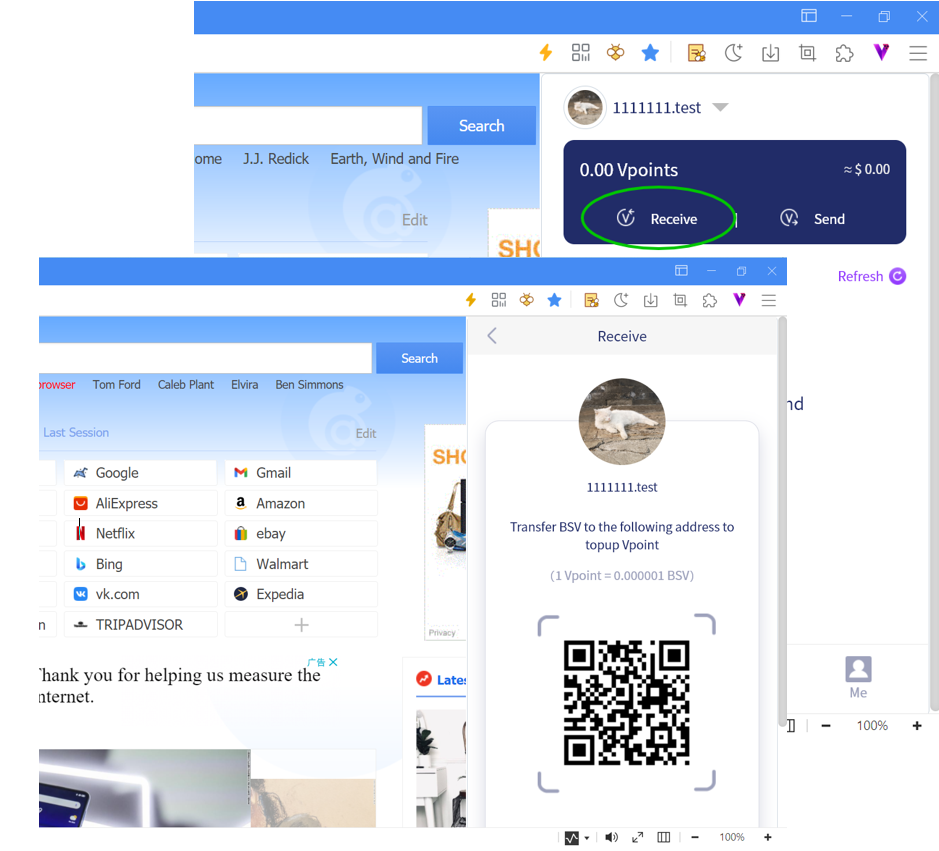 1111111.test
Search
0.00 Vpoints
≈ $ 0.00
ome J.J. Redick Earth, Wind and Fire
Receive
Send
Edit
SHO
Refresh
Receive
Search
browser Tom Ford Caleb Plant Elvira Ben Simmons
nd
Last Session
Edit
SHO
Google
Gmail
AliExpress
Amazon
Netflix
ebay
Bing
Walmart
vk.com
Expedia
n
TRIPADVISOR
Privacy
1111111.test
Transfer BSV to the following address to
topup Vpoint
(1 Vpoint = 0.000001 BSV)
广告
Thank you for helping us measure the
nternet.
Lates
Me
100%
100%